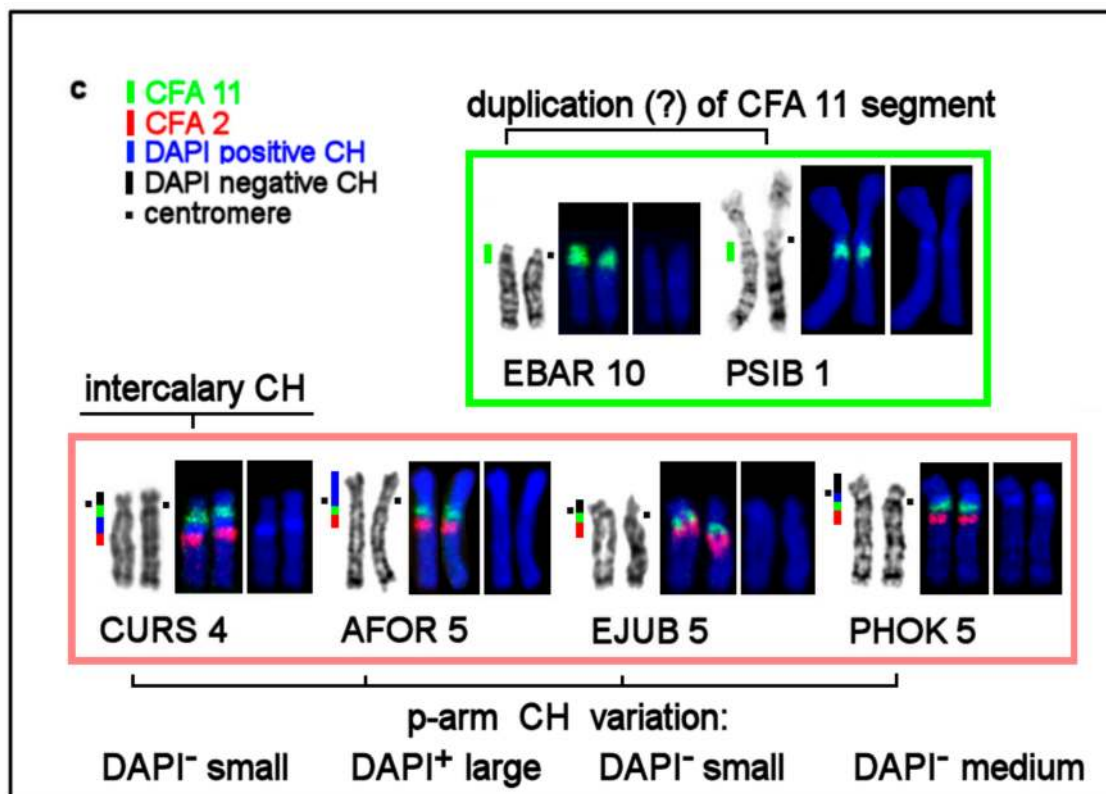 c
CFA 11
CFA 2
DAPI positive CH
DAPI negative CH
centromere
duplication (?) of CFA 11 segment
EBAR 10 PSIB 1
intercalary CH
CURS 4 AFOR 5 EJUB 5 PHOK 5
p-arm CH variation:
DAPI⁻ small DAPI⁺ large DAPI⁻ small DAPI⁻ medium